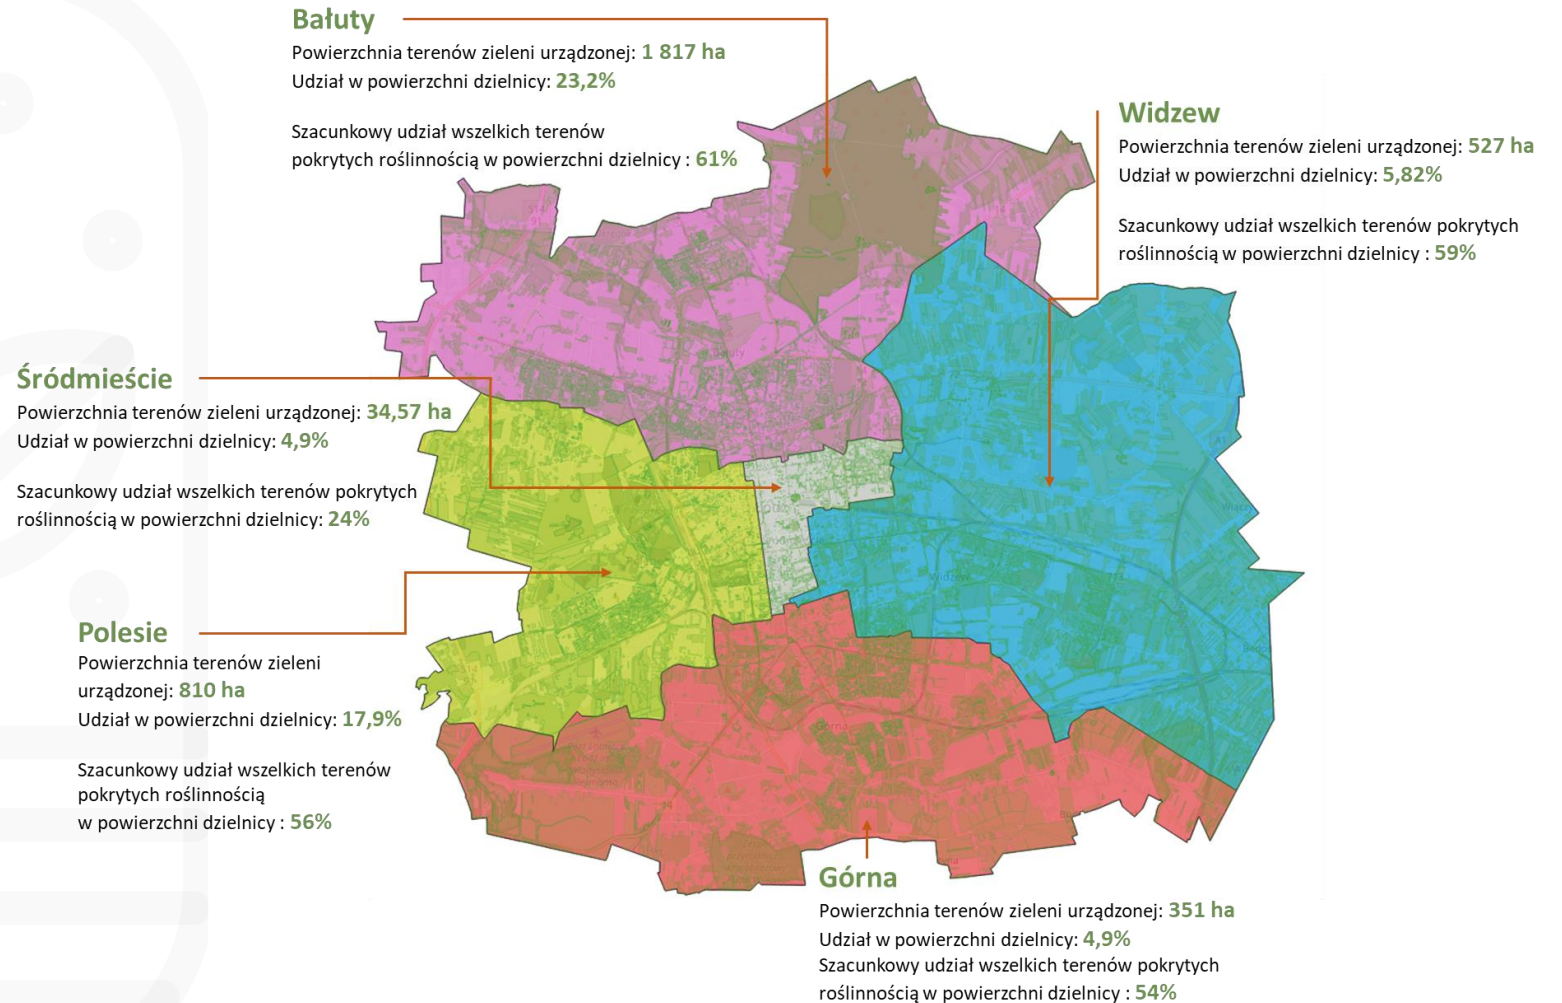 Bałuty
Powierzchnia terenów zieleni urządzonej: 1 817 ha
Udział w powierzchni dzielnicy: 23,2%
Szacunkowy udział wszelkich terenów
pokrytych roślinnością w powierzchni dzielnicy : 61%
Widzew
Powierzchnia terenów zieleni urządzonej: 527 ha
Udział w powierzchni dzielnicy: 5,82%
Szacunkowy udział wszelkich terenów pokrytych
roślinnością w powierzchni dzielnicy : 59%
Śródmieście
Powierzchnia terenów zieleni urządzonej: 34,57 ha
Udział w powierzchni dzielnicy: 4,9%
Szacunkowy udział wszelkich terenów pokrytych
roślinnością w powierzchni dzielnicy: 24%
Polesie
Powierzchnia terenów zieleni
urządzonej: 810 ha
Udział w powierzchni dzielnicy: 17,9%
Szacunkowy udział wszelkich terenów
pokrytych roślinnością
w powierzchni dzielnicy : 56%
Widzew
Górna
Górna
Powierzchnia terenów zieleni urządzonej: 351 ha
Udział w powierzchni dzielnicy: 4,9%
Szacunkowy udział wszelkich terenów pokrytych
roślinnością w powierzchni dzielnicy : 54%